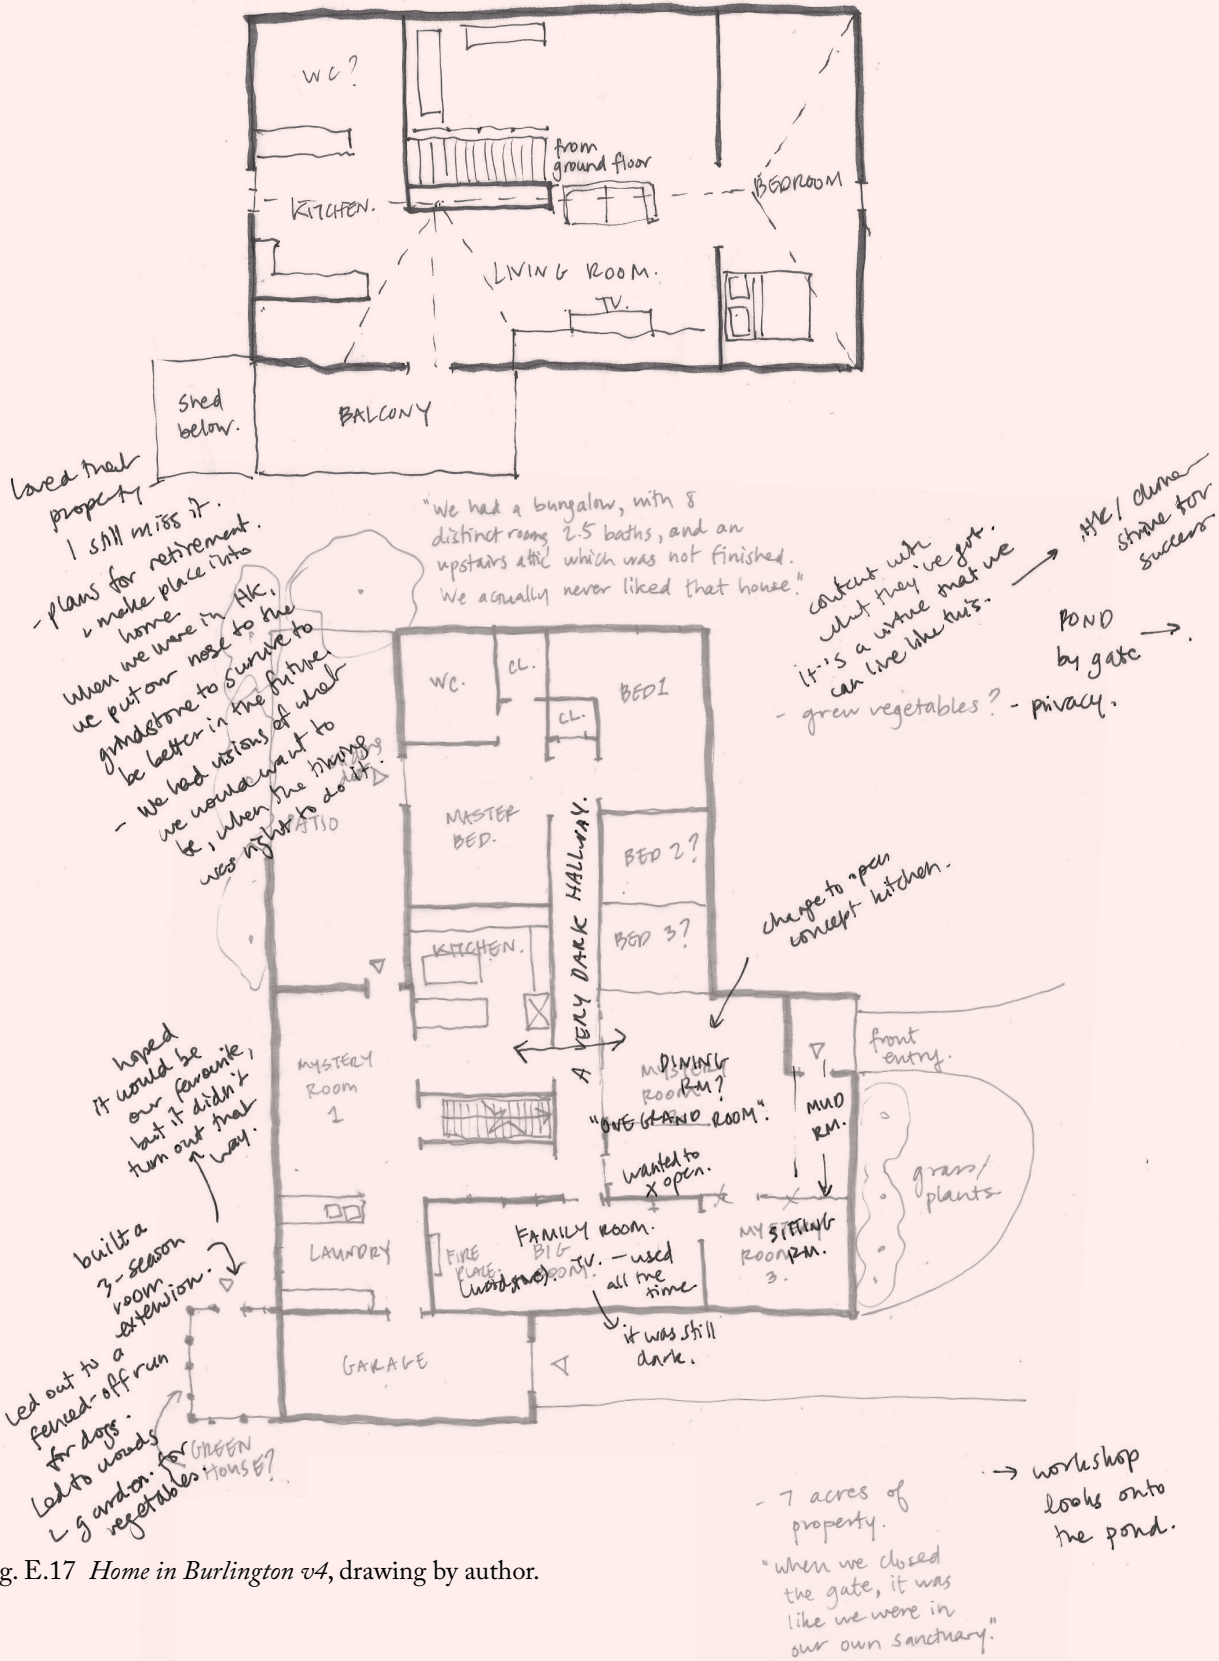 WC?
from
ground floor
KITCHEN.
BEDROOM
LIVING ROOM.
TV.
Shed
below.
BALCONY
loved that
property
I still miss it.
- plans for retirement.
make place into
home.
when we were in HK,
we put our nose to the
grindstone to survive to
be better in the future.
- We had visions of what
we would want to
be, when the timing
was right to do it.
PATIO
"We had a bungalow, with 8
distinct rooms, 2.5 baths, and an
upstairs attic which was not finished.
We actually never liked that house."
content with
what they've got.
it's a virtue that we
can live like this.
HK/
strive for
success
POND
by gate
- grew vegetables?
- privacy.
WC.
CL.
CL.
BED 1
MASTER
BED.
A VERY DARK HALLWAY.
BED 2?
BED 3?
KITCHEN.
change to open
concept kitchen.
hoped
it would be
our favourite,
but it didn't
turn out that
way.
MYSTERY
ROOM
1
DINING
RM?
MYSTERY
ROOM
"ONE GRAND ROOM".
wanted to
open.
front
entry.
MUD
RM.
grass/
plants
built a
3-season
room
extension.
LAUNDRY
FIRE
PLACE.
(woodstove).
FAMILY ROOM.
BIG
ROOM.
TV. - used
all the
time
it was still
dark.
SITTING
RM.
MYSTERY
ROOM
3.
GARAGE
Led out to a
fenced-off run
for dogs.
Led to woods
garden for
vegetables.
GREEN
HOUSE?
- 7 acres of
property.
"when we closed
the gate, it was
like we were in
our own sanctuary."
→ workshop
looks onto
the pond.
g. E.17 Home in Burlington v4, drawing by author.